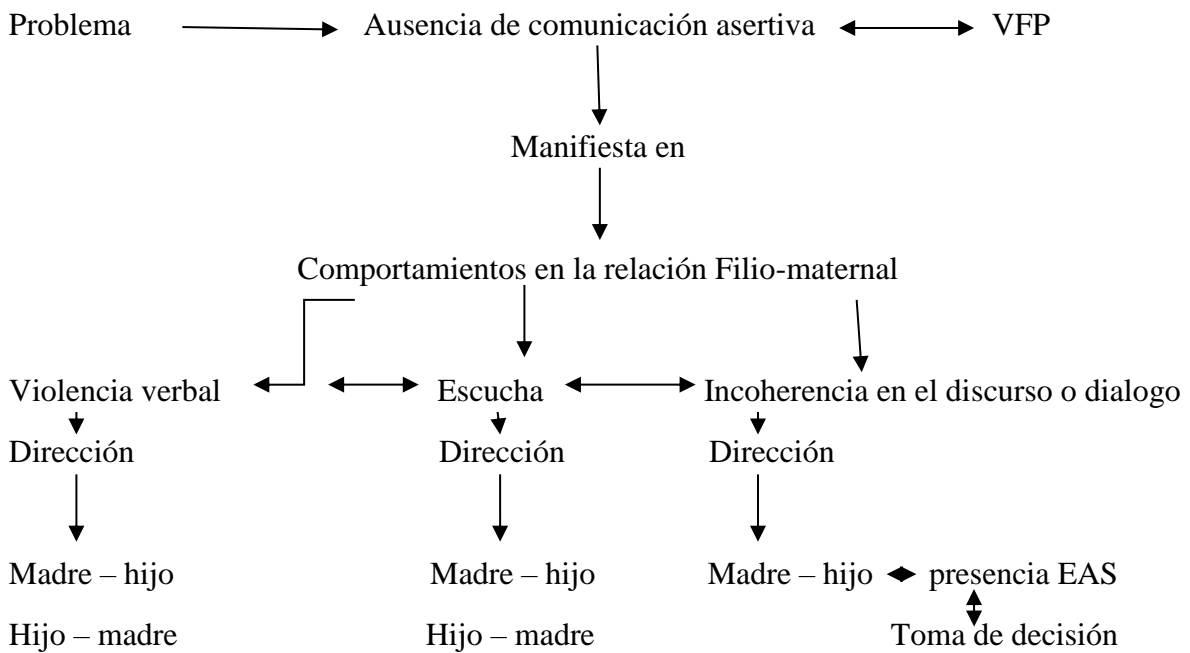 Problema Ausencia de comunicación asertiva VFP
Manifiesta en
Comportamientos en la relación Filio-maternal
Violencia verbal Escucha Incoherencia en el discurso o dialogo
Dirección Dirección Dirección
Madre – hijo Madre – hijo Madre – hijo presencia EAS
Hijo – madre Hijo – madre Toma de decisión